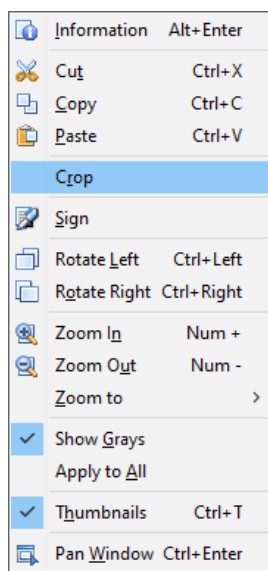 Information Alt+Enter
Cut Ctrl+X
Copy Ctrl+C
Paste Ctrl+V
Crop
Sign
Rotate Left Ctrl+Left
Rotate Right Ctrl+Right
Zoom In Num +
Zoom Out Num -
Zoom to
Show Grays
Apply to All
Thumbnails Ctrl+T
Pan Window Ctrl+Enter